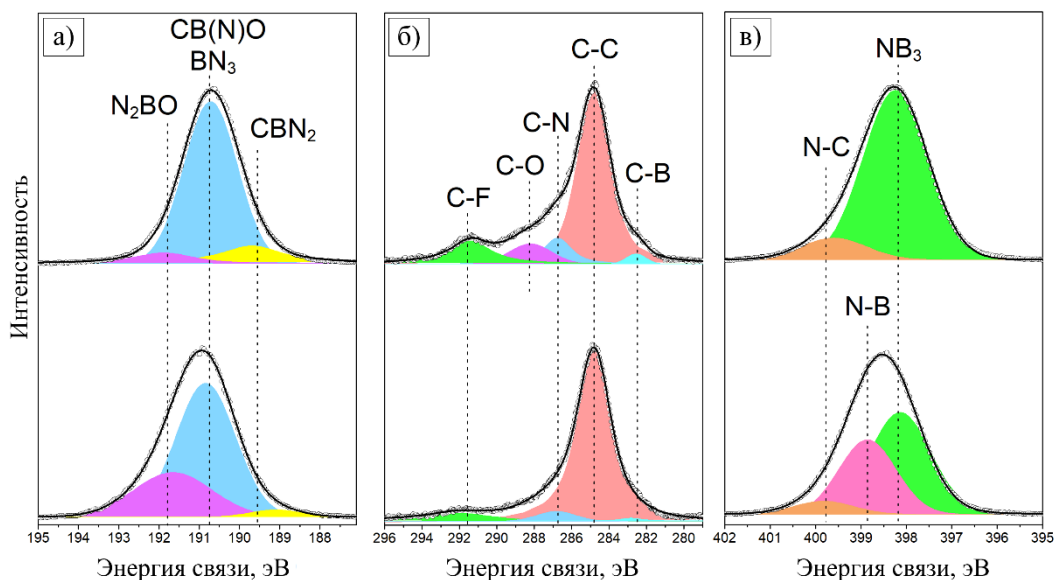 а)
CB(N)O
BN₃
N₂BO
CBN₂
б)
C-C
C-N
C-O
C-B
C-F
в)
NB₃
N-C
N-B
Интенсивность
195 194 193 192 191 190 189 188
296 294 292 290 288 286 284 282 280
402 401 400 399 398 397 396 395
Энергия связи, эВ
Энергия связи, эВ
Энергия связи, эВ